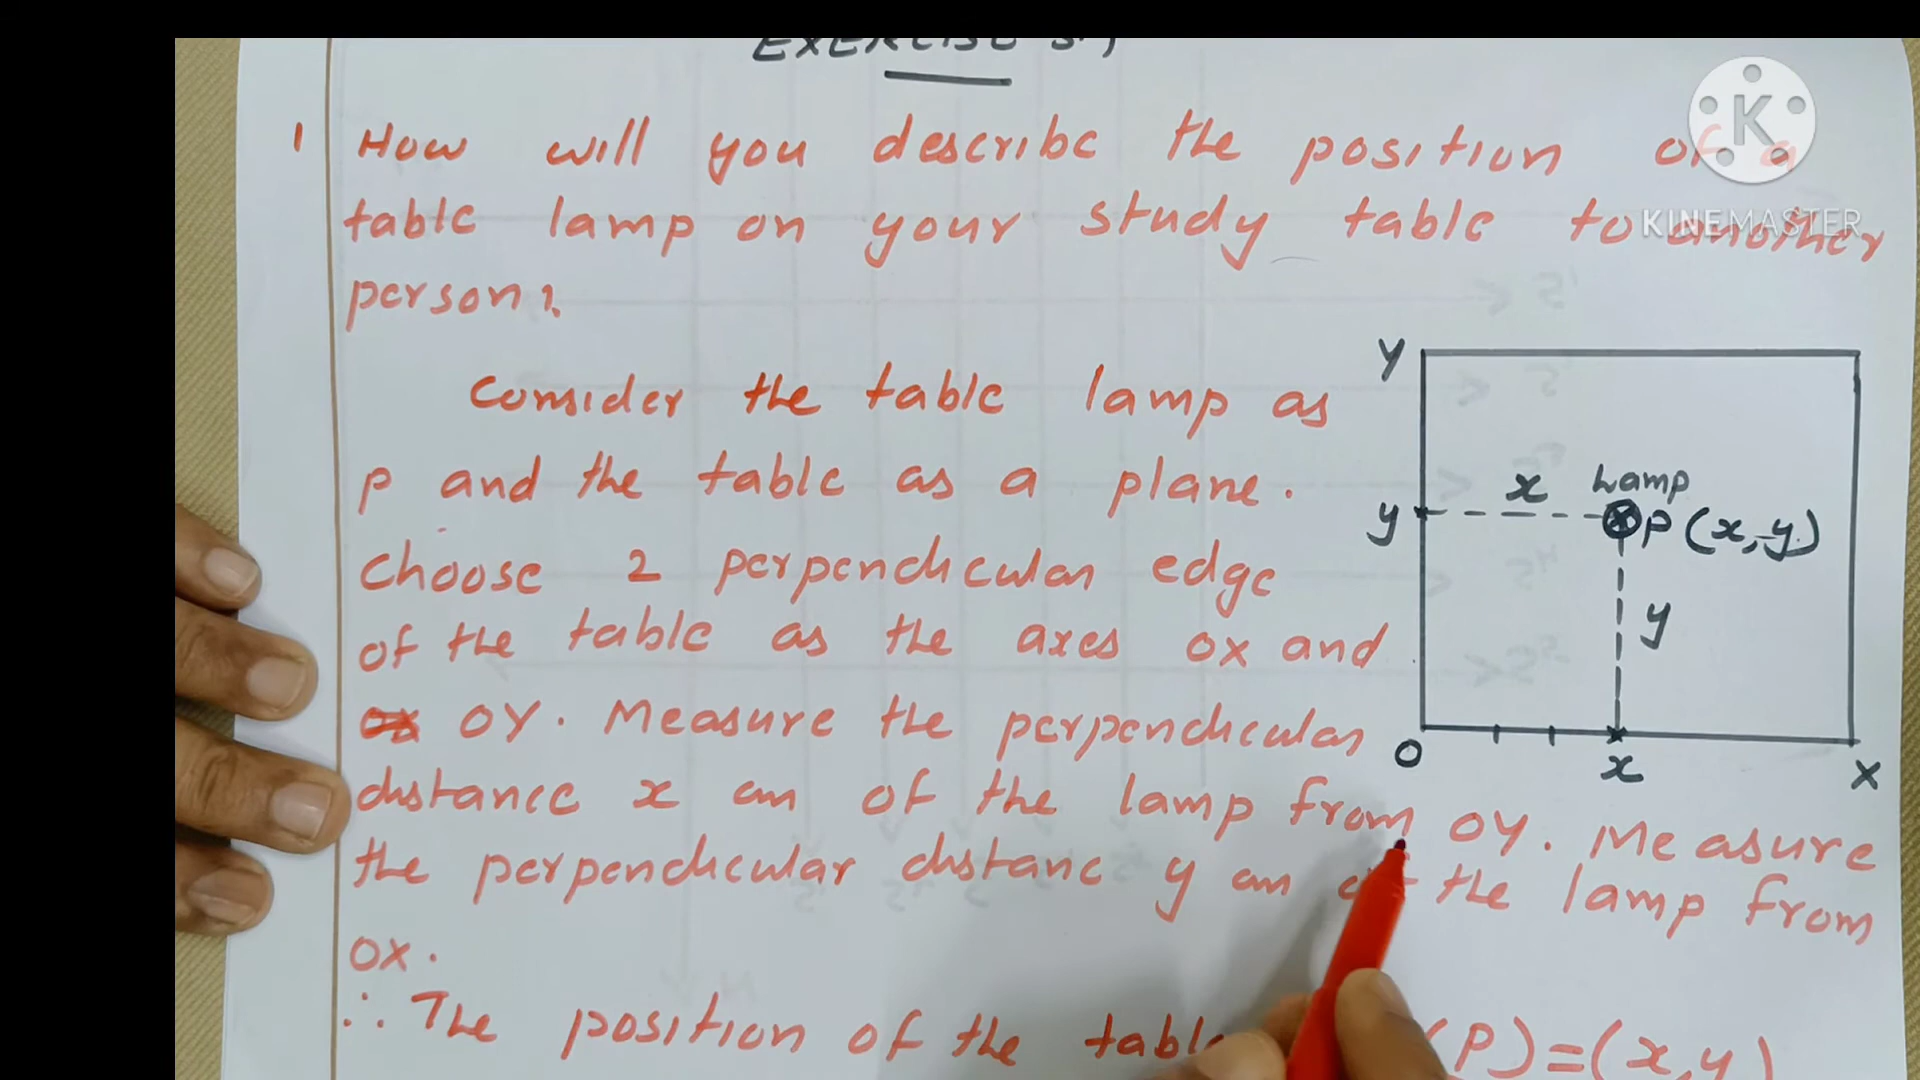 EXERCISE
1 How will you describe the position of a
table lamp on your study table to another
person?
Consider the table lamp as
P and the table as a plane.
choose 2 perpendicular edge
of the table as the axes OX and
OY. Measure the perpendicular
distance x cm of the lamp from OY. Measure
the perpendicular distanc y cm of the lamp from
OX.
∴ The position of the table (P)=(x,y)
Y
y
x
Lamp
P (x,y)
y
O
x
X
K
KINEMASTER